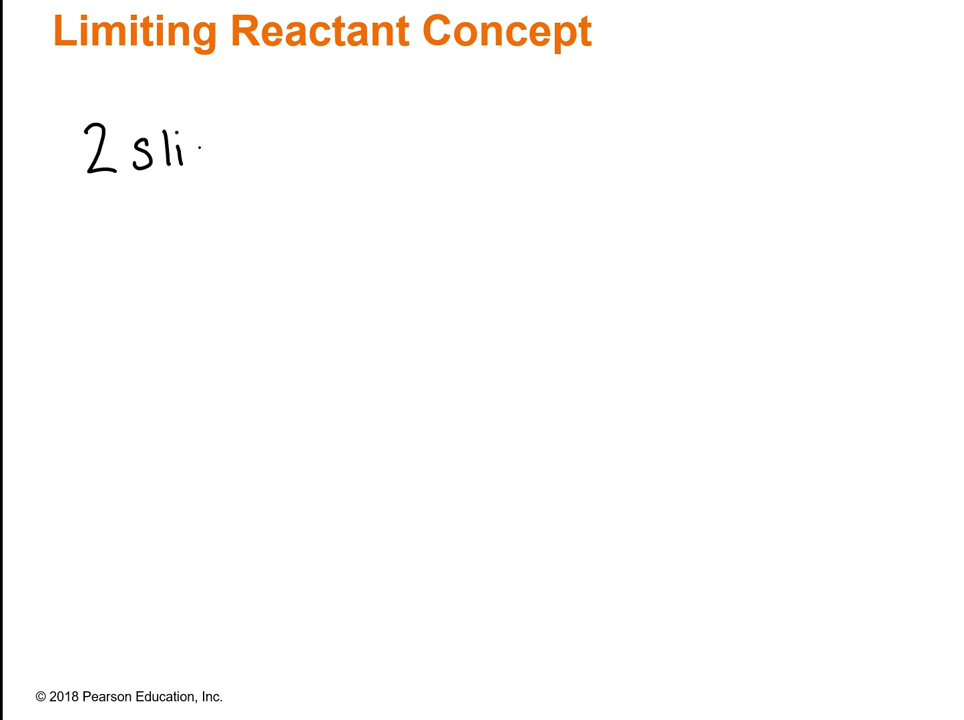 Limiting Reactant Concept
2 sli
© 2018 Pearson Education, Inc.